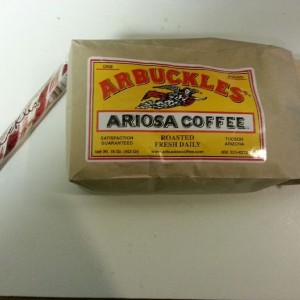 ARBUCKLES'
ARIOSA COFFEE
SATISFACTION GUARANTEED
ROASTED
FRESH DAILY
TUCSON
ARIZONA